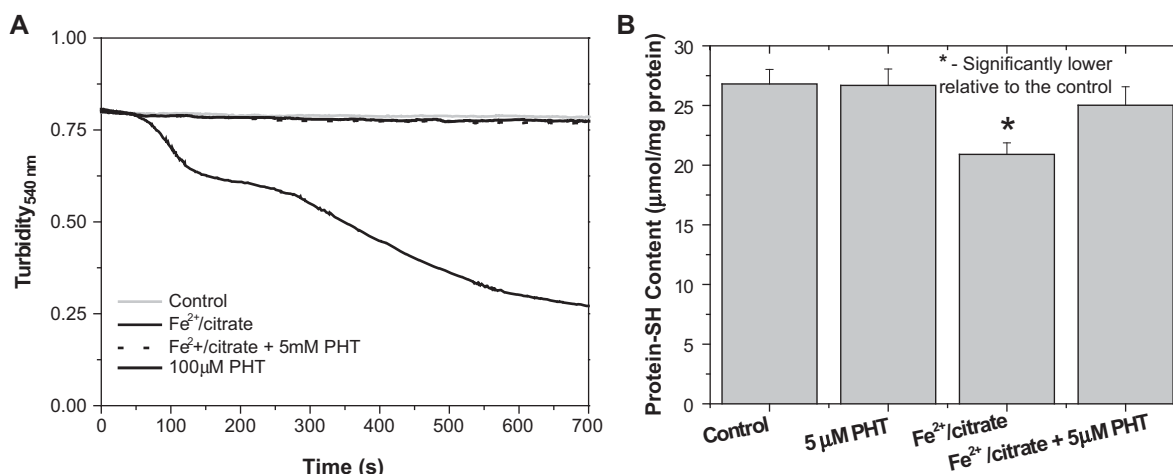 A
1.00
0.75
0.50
0.25
0.00
Turbidity540 nm
Control
Fe2+/citrate
Fe2+/citrate + 5mM PHT
100µM PHT
0 100 200 300 400 500 600 700
Time (s)
B
30
25
20
15
10
5
0
Protein-SH Content (µmol/mg protein)
* - Significantly lower
relative to the control
*
Control
5 µM PHT
Fe2+/citrate
Fe2+ /citrate + 5µM PHT